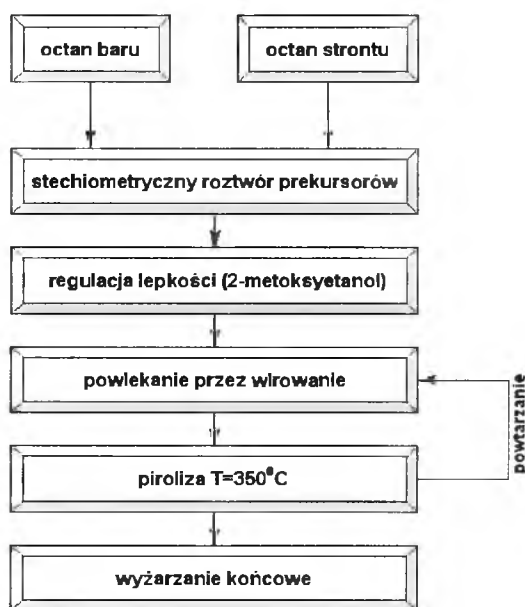 octan baru
octan strontu
stechiometryczny roztwór prekursorów
regulacja lepkości (2-metoksyetanol)
powlekanie przez wirowanie
powtarzanie
piroliza T=350°C
wyżarzanie końcowe